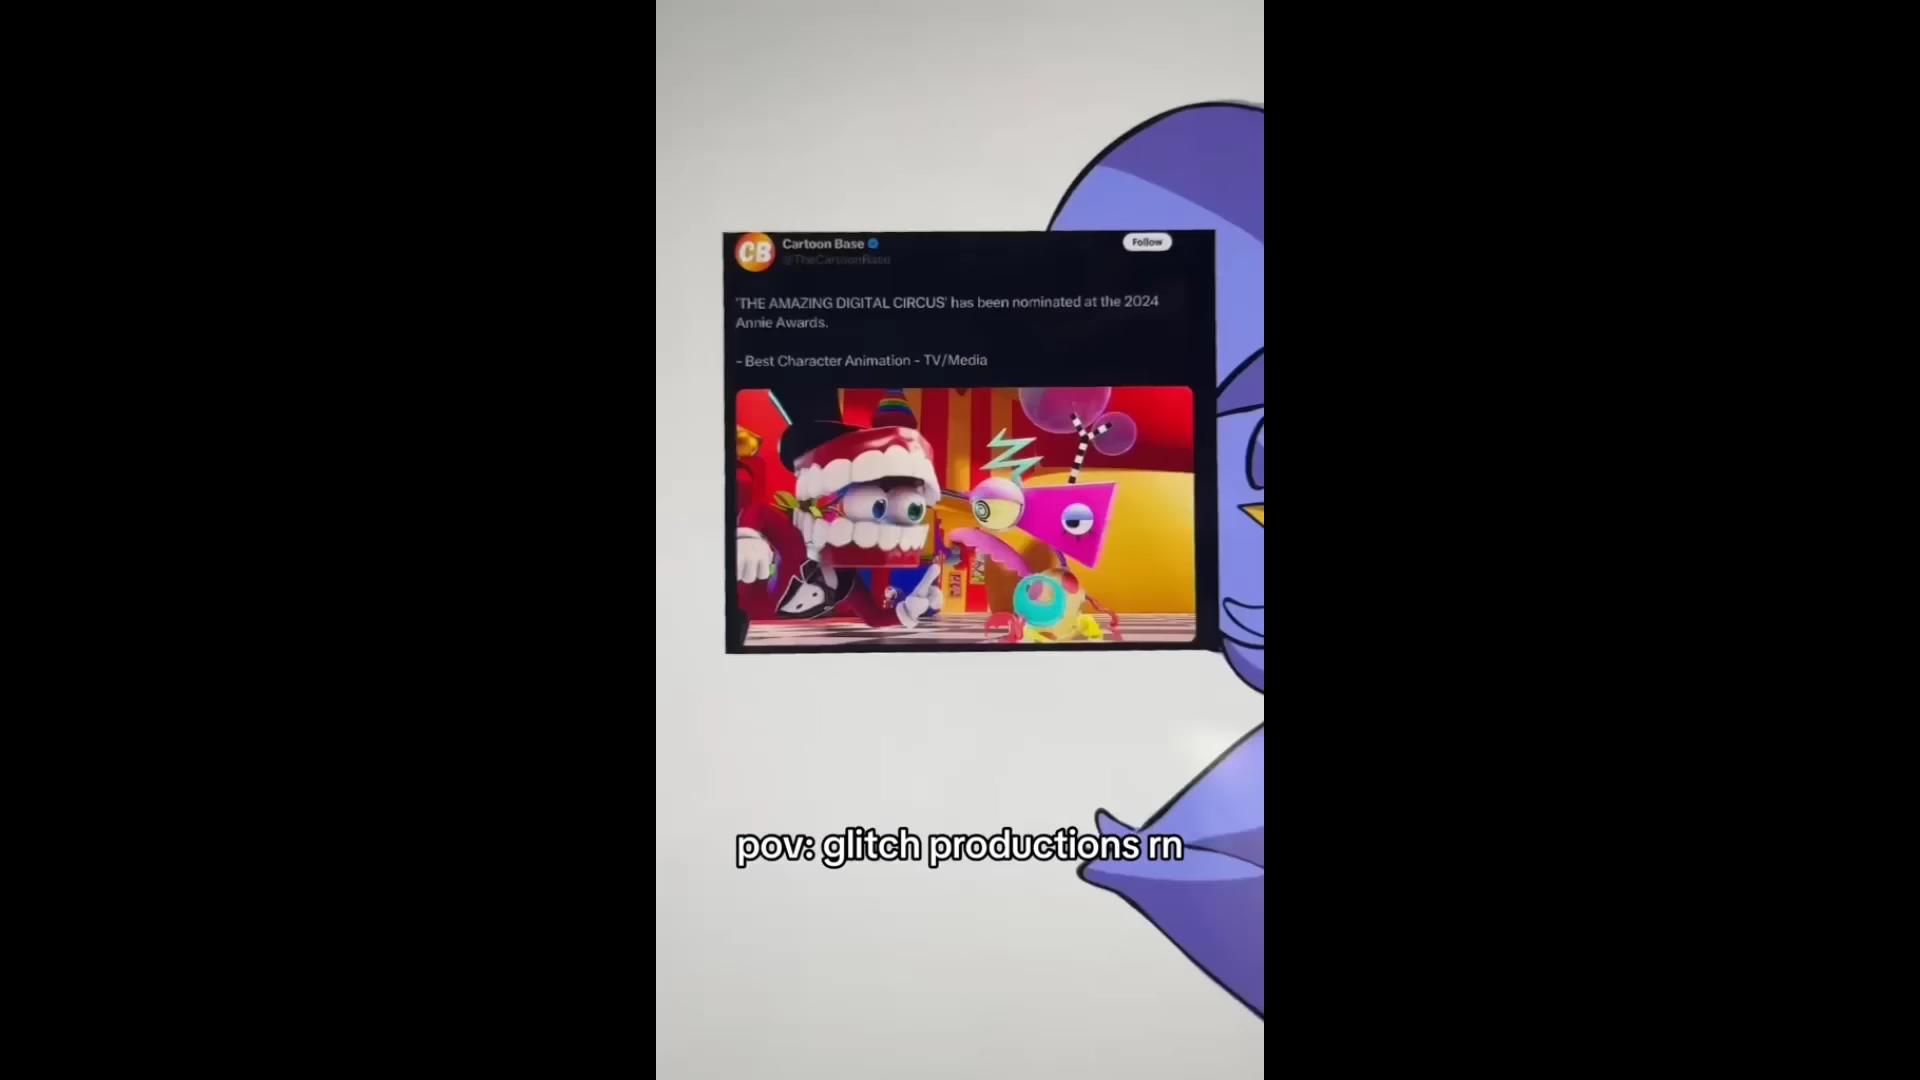 CB
Cartoon Base
Follow
@TheCartoonBase
'THE AMAZING DIGITAL CIRCUS' has been nominated at the 2024
Annie Awards.
- Best Character Animation - TV/Media
pov: glitch productions rn